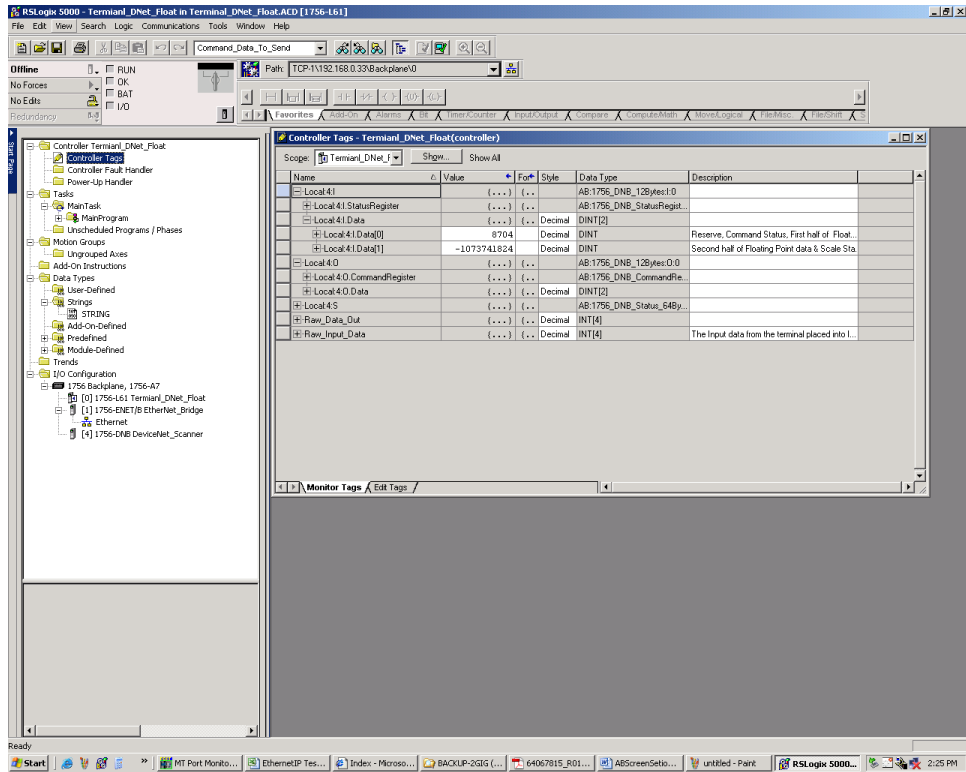 RSLogix 5000 - Termianl_DNet_Float in Terminal_DNet_Float.ACD [1756-L61]
File Edit View Search Logic Communications Tools Window Help
Command_Data_To_Send
Offline RUN
No Forces OK
No Edits BAT
Redundancy I/O
Path: TCP-1\192.168.0.33\Backplane\0
Favorites Add-On Alarms Bit Timer/Counter Input/Output Compare Compute/Math Move/Logical File/Misc. File/Shift S
Start Page
Controller Termianl_DNet_Float
Controller Tags
Controller Fault Handler
Power-Up Handler
Tasks
MainTask
MainProgram
Unscheduled Programs / Phases
Motion Groups
Ungrouped Axes
Add-On Instructions
Data Types
User-Defined
Strings
STRING
Add-On-Defined
Predefined
Module-Defined
Trends
I/O Configuration
1756 Backplane, 1756-A7
[0] 1756-L61 Termianl_DNet_Float
[1] 1756-ENET/B EtherNet_Bridge
Ethernet
[4] 1756-DNB DeviceNet_Scanner
Controller Tags - Termianl_DNet_Float(controller)
Scope: Termianl_DNet_F Show... Show All
Name Value For Style Data Type Description
Local:4:I {...} {.. AB:1756_DNB_12Bytes:I:0
Local:4:I.StatusRegister {...} {.. AB:1756_DNB_StatusRegist...
Local:4:I.Data {...} {.. Decimal DINT[2]
Local:4:I.Data[0] 8704 Decimal DINT Reserve, Command Status, First half of Float...
Local:4:I.Data[1] -1073741824 Decimal DINT Second half of Floating Point data & Scale Sta
Local:4:O {...} {.. AB:1756_DNB_12Bytes:O:0
Local:4:O.CommandRegister {...} {.. AB:1756_DNB_CommandRe...
Local:4:O.Data {...} {.. Decimal DINT[2]
Local:4:S {...} {.. AB:1756_DNB_Status_64By...
Raw_Data_Out {...} {.. Decimal INT[4]
Raw_Input_Data {...} {.. Decimal INT[4] The Input data from the terminal placed into I...
Monitor Tags Edit Tags
Ready
Start » MT Port Monito... EthernetIP Tes... Index - Microso... BACKUP-2GIG (... 64067815_R01... ABScreenSetio... untitled - Paint RSLogix 5000... 2:25 PM